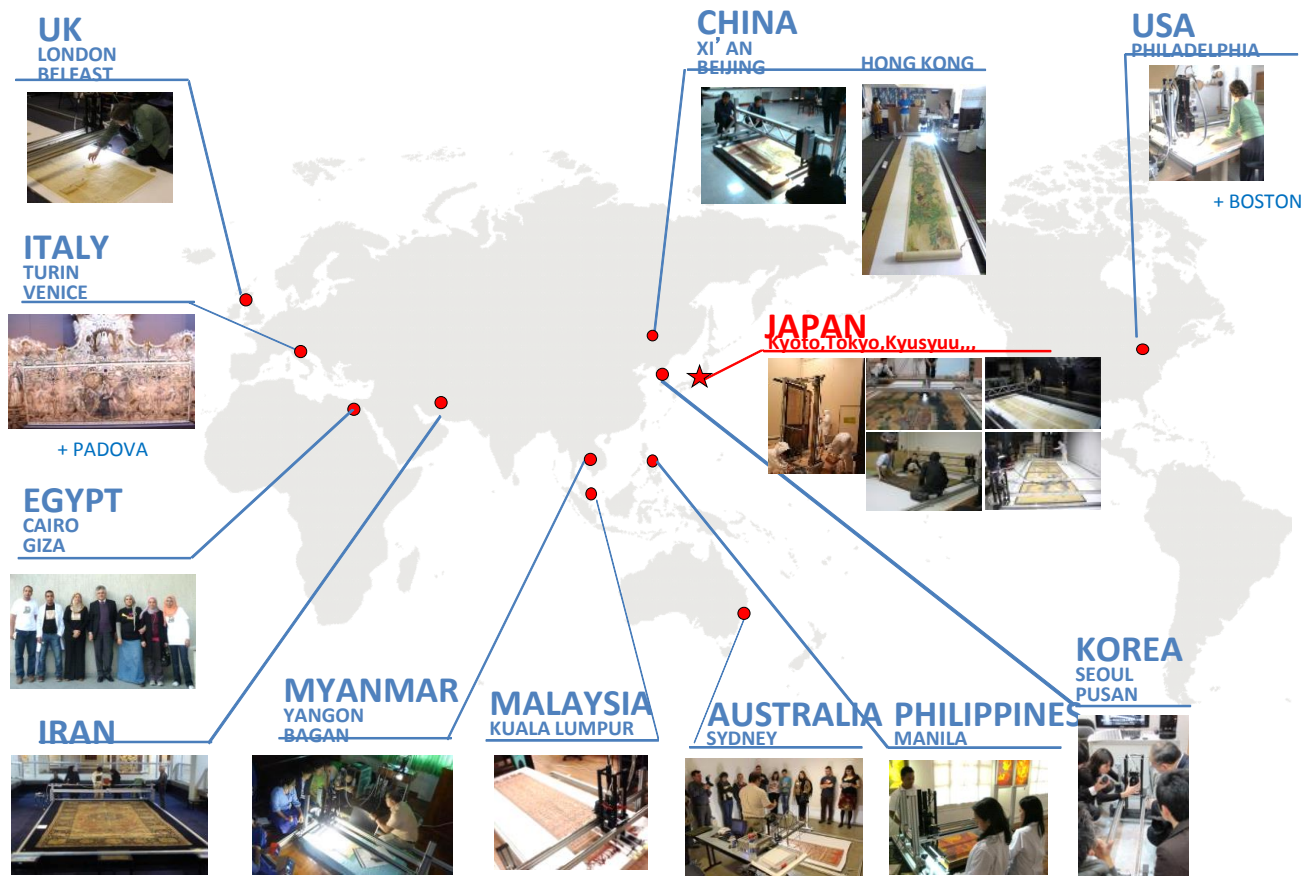 UK
LONDON
BELFAST
CHINA
XI' AN
BEIJING
HONG KONG
USA
PHILADELPHIA
+ BOSTON
ITALY
TURIN
VENICE
+ PADOVA
JAPAN
Kyoto,Tokyo,Kyusyuu,,,
EGYPT
CAIRO
GIZA
IRAN
MYANMAR
YANGON
BAGAN
MALAYSIA
KUALA LUMPUR
AUSTRALIA
SYDNEY
PHILIPPINES
MANILA
KOREA
SEOUL
PUSAN